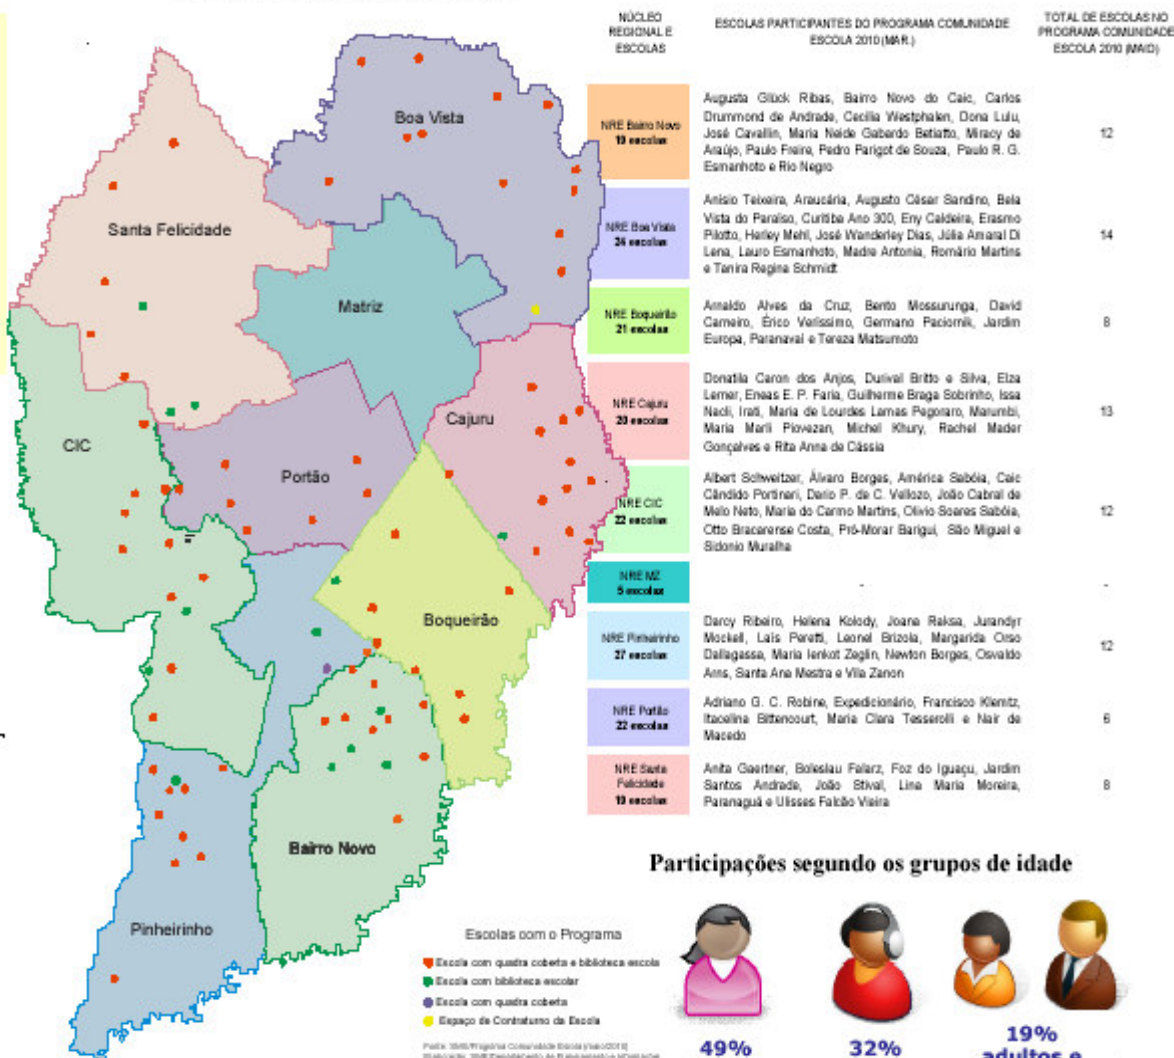 NÚCLEO
REGIONAL E
ESCOLAS
ESCOLAS PARTICIPANTES DO PROGRAMA COMUNIDADE
ESCOLA 2010 (MAR.)
TOTAL DE ESCOLAS NO
PROGRAMA COMUNIDADE
ESCOLA 2010 (MAIO)
NRE Bairro Novo
19 escolas
Augusta Glück Ribas, Bairro Novo do Caic, Carlos
Drummond de Andrade, Cecilia Westphalen, Dona Lulu,
José Cavallin, Maria Neide Gabardo Betiatto, Miracy de
Araújo, Paulo Freire, Pedro Parigot de Souza, Paulo R. G.
Esmanhoto e Rio Negro
12
NRE Boa Vista
24 escolas
Anisio Teixeira, Araucária, Augusto César Sandino, Bela
Vista do Paraíso, Curitiba Ano 300, Eny Caldeira, Erasmo
Pilotto, Herley Mehl, José Wanderley Dias, Júlia Amaral Di
Lena, Lauro Esmanhoto, Madre Antonia, Romário Martins
e Tanira Regina Schmidt
14
NRE Boqueirão
21 escolas
Arnaldo Alves da Cruz, Bento Mossurunga, David
Carneiro, Érico Veríssimo, Germano Paciornik, Jardim
Europa, Paranavaí e Tereza Matsumoto
8
NRE Cajuru
20 escolas
Donatila Caron dos Anjos, Durival Britto e Silva, Elza
Lerner, Eneas E. P. Faria, Guilherme Braga Sobrinho, Issa
Nacli, Irati, Maria de Lourdes Lamas Pegoraro, Marumbi,
Maria Marli Piovezan, Michel Khury, Rachel Mader
Gonçalves e Rita Anna de Cássia
13
NRE CIC
22 escolas
Albert Schweitzer, Álvaro Borges, América Sabóia, Caic
Cândido Portinari, Dario P. de C. Vellozo, João Cabral de
Melo Neto, Maria do Carmo Martins, Olivio Soares Sabóia,
Otto Bracarense Costa, Pró-Morar Barigui, São Miguel e
Sidonio Muralha
12
NRE MZ
5 escolas
-
-
NRE Pinheirinho
27 escolas
Darcy Ribeiro, Helena Kolody, Joana Raksa, Jurandyr
Mockell, Laís Peretti, Leonel Brizola, Margarida Orso
Dallagassa, Maria Ienkot Zeglin, Newton Borges, Osvaldo
Arns, Santa Ana Mestra e Vila Zanon
12
NRE Portão
22 escolas
Adriano G. C. Robine, Expedicionário, Francisco Klemtz,
Itacelina Bittencourt, Maria Clara Tesserolli e Nair de
Macedo
6
NRE Santa
Felicidade
19 escolas
Anita Gaertner, Boleslau Falarz, Foz do Iguaçu, Jardim
Santos Andrade, João Stival, Lina Maria Moreira,
Paranaguá e Ulisses Falcão Vieira
8
Boa Vista
Santa Felicidade
Matriz
Cajuru
CIC
Portão
Boqueirão
Bairro Novo
Pinheirinho
Escolas com o Programa
Escola com quadra coberta e biblioteca escola
Escola com biblioteca escolar
Escola com quadra coberta
Espaço de Contraturno da Escola
Participações segundo os grupos de idade
49%
32%
19%
adultos e